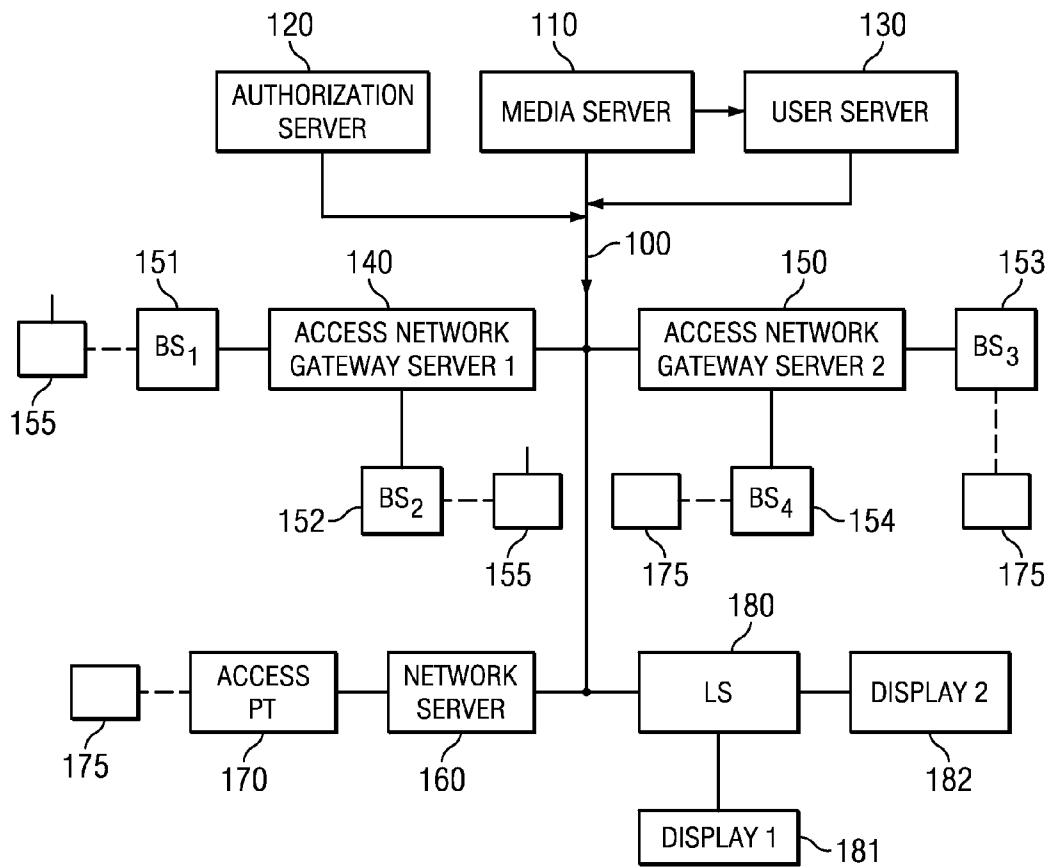 120
110
130
AUTHORIZATION
SERVER
MEDIA SERVER
USER SERVER
100
151
140
150
153
BS1
ACCESS NETWORK
GATEWAY SERVER 1
ACCESS NETWORK
GATEWAY SERVER 2
BS3
155
152
BS2
155
175
BS4
154
175
180
ACCESS
PT
NETWORK
SERVER
LS
DISPLAY 2
175
170
160
182
DISPLAY 1
181